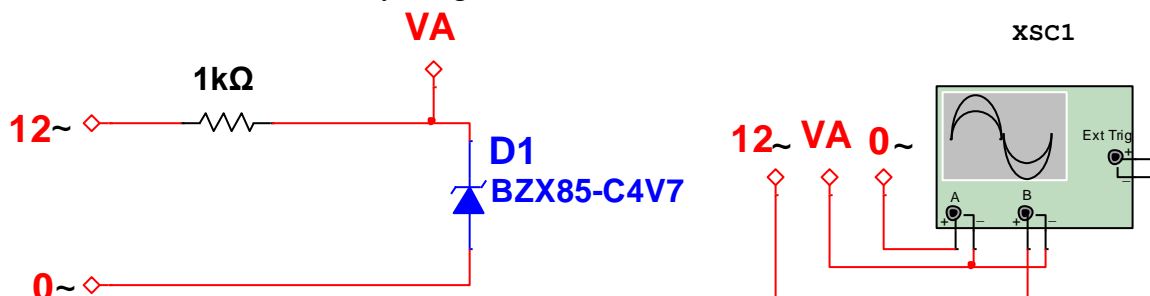 VA
XSC1
1kΩ
12~
D1
BZX85-C4V7
0~
12~ VA 0~
Ext Trig
+
_
A
B
+ _ + _